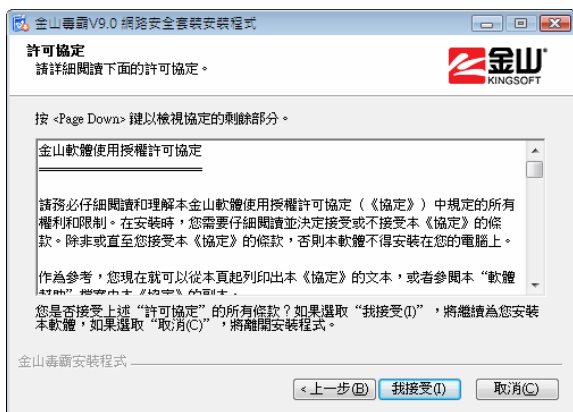 金山毒霸V9.0 網路安全套裝安裝程式
許可協定
請詳細閱讀下面的許可協定。
金山
KINGSOFT
按 <Page Down> 鍵以檢視協定的剩餘部分。
金山軟體使用授權許可協定
請務必仔細閱讀和理解本金山軟體使用授權許可協定（《協定》）中規定的所有
權利和限制。在安裝時，您需要仔細閱讀並決定接受或不接受本《協定》的條
款。除非或直至您接受本《協定》的條款，否則本軟體不得安裝在您的電腦上。
作為參考，您現在就可以從本頁起列印出本《協定》的文本，或者參閱本“軟體
幫助”檔案中本《協定》的副本。
您是否接受上述“許可協定”的所有條款？如果選取“我接受(I)”，將繼續為您安裝
本軟體，如果選取“取消(C)”，將離開安裝程式。
金山毒霸安裝程式
<上一步(B) 我接受(I) 取消(C)